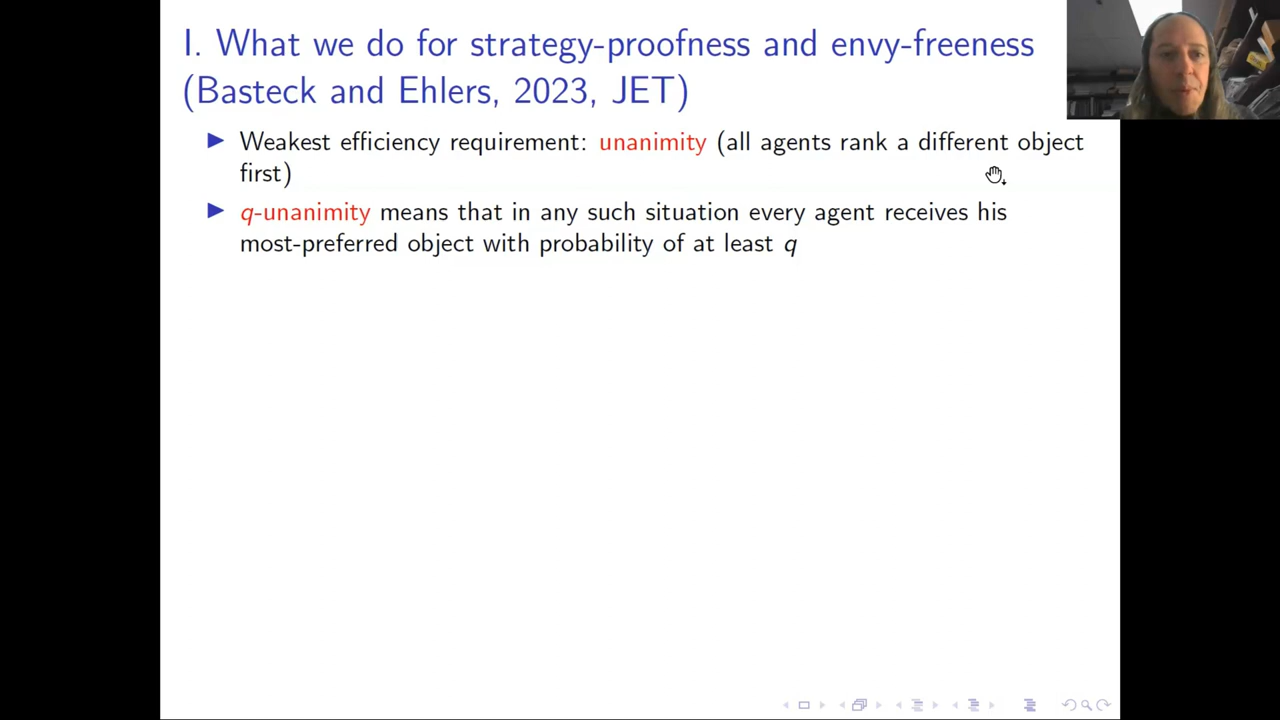 I. What we do for strategy-proofness and envy-freeness
(Basteck and Ehlers, 2023, JET)
Weakest efficiency requirement: unanimity (all agents rank a different object
first)
q-unanimity means that in any such situation every agent receives his
most-preferred object with probability of at least q